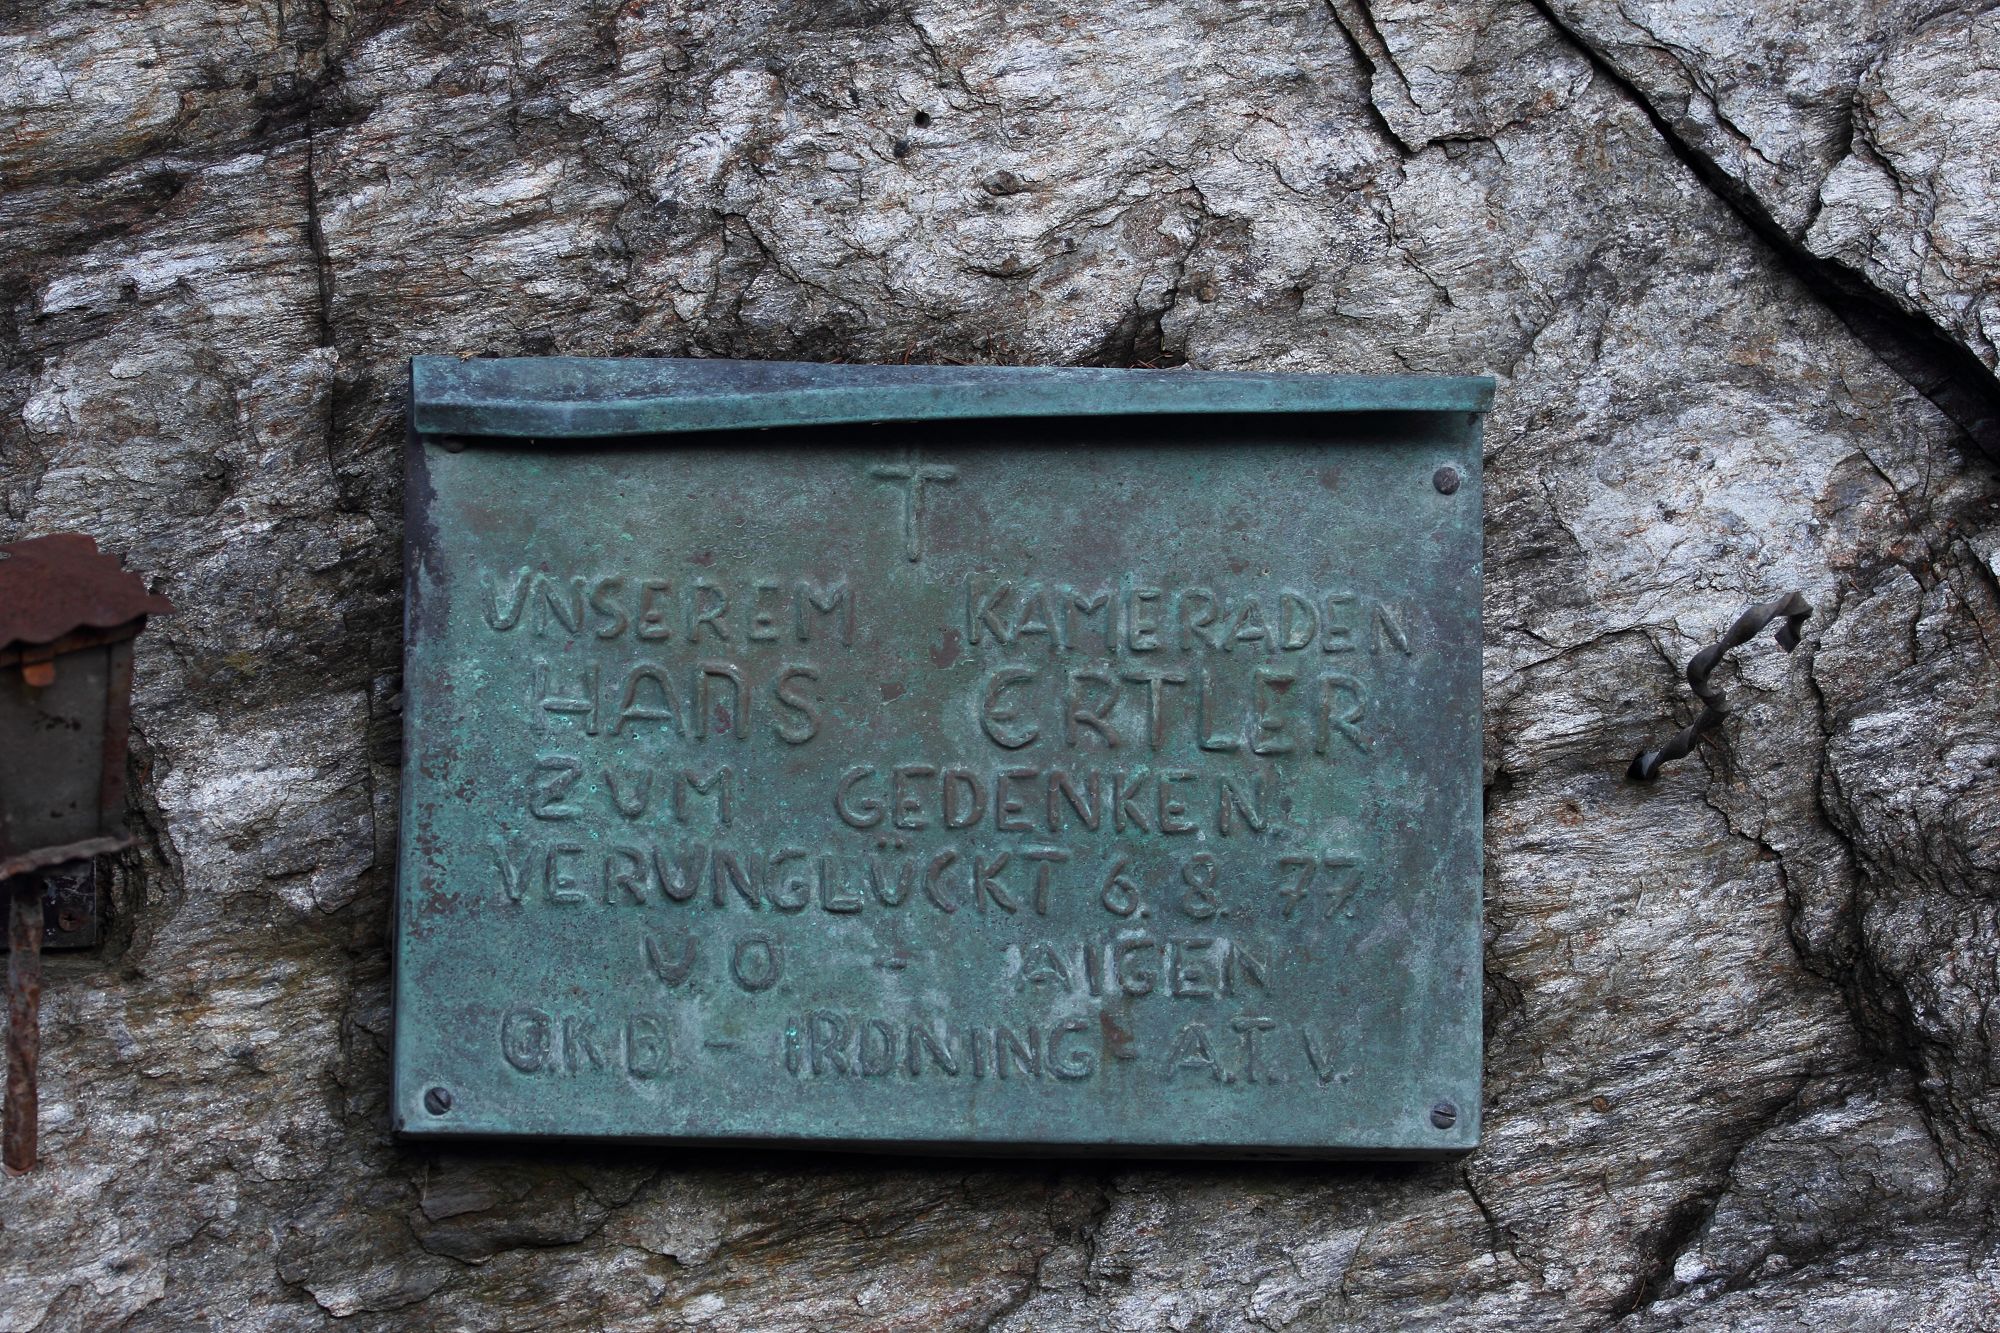 UNSEREM KAMERADEN
HANS ERTLER
ZUM GEDENKEN
VERUNGLÜCKT 6. 8. 77.
V.O. - AIGEN
Ö.K.B. - IRDNING - A.T.V.